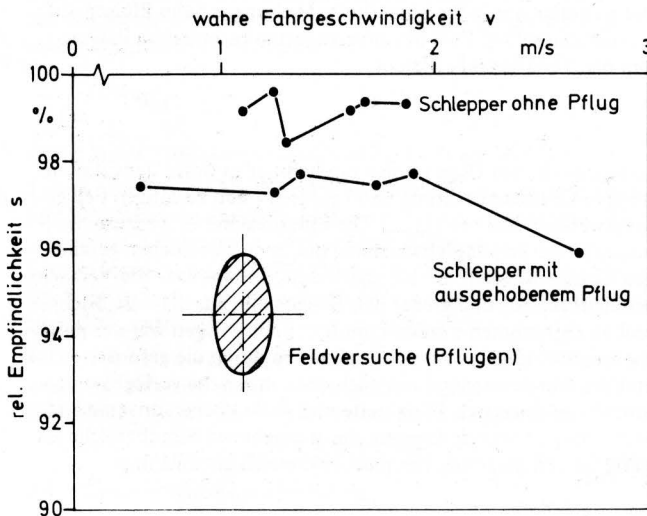 wahre Fahrgeschwindigkeit v
0 1 2 m/s 3
100
%
98
96
94
92
90
rel. Empfindlichkeit s
Schlepper ohne Pflug
Schlepper mit
ausgehobenem Pflug
Feldversuche (Pflügen)